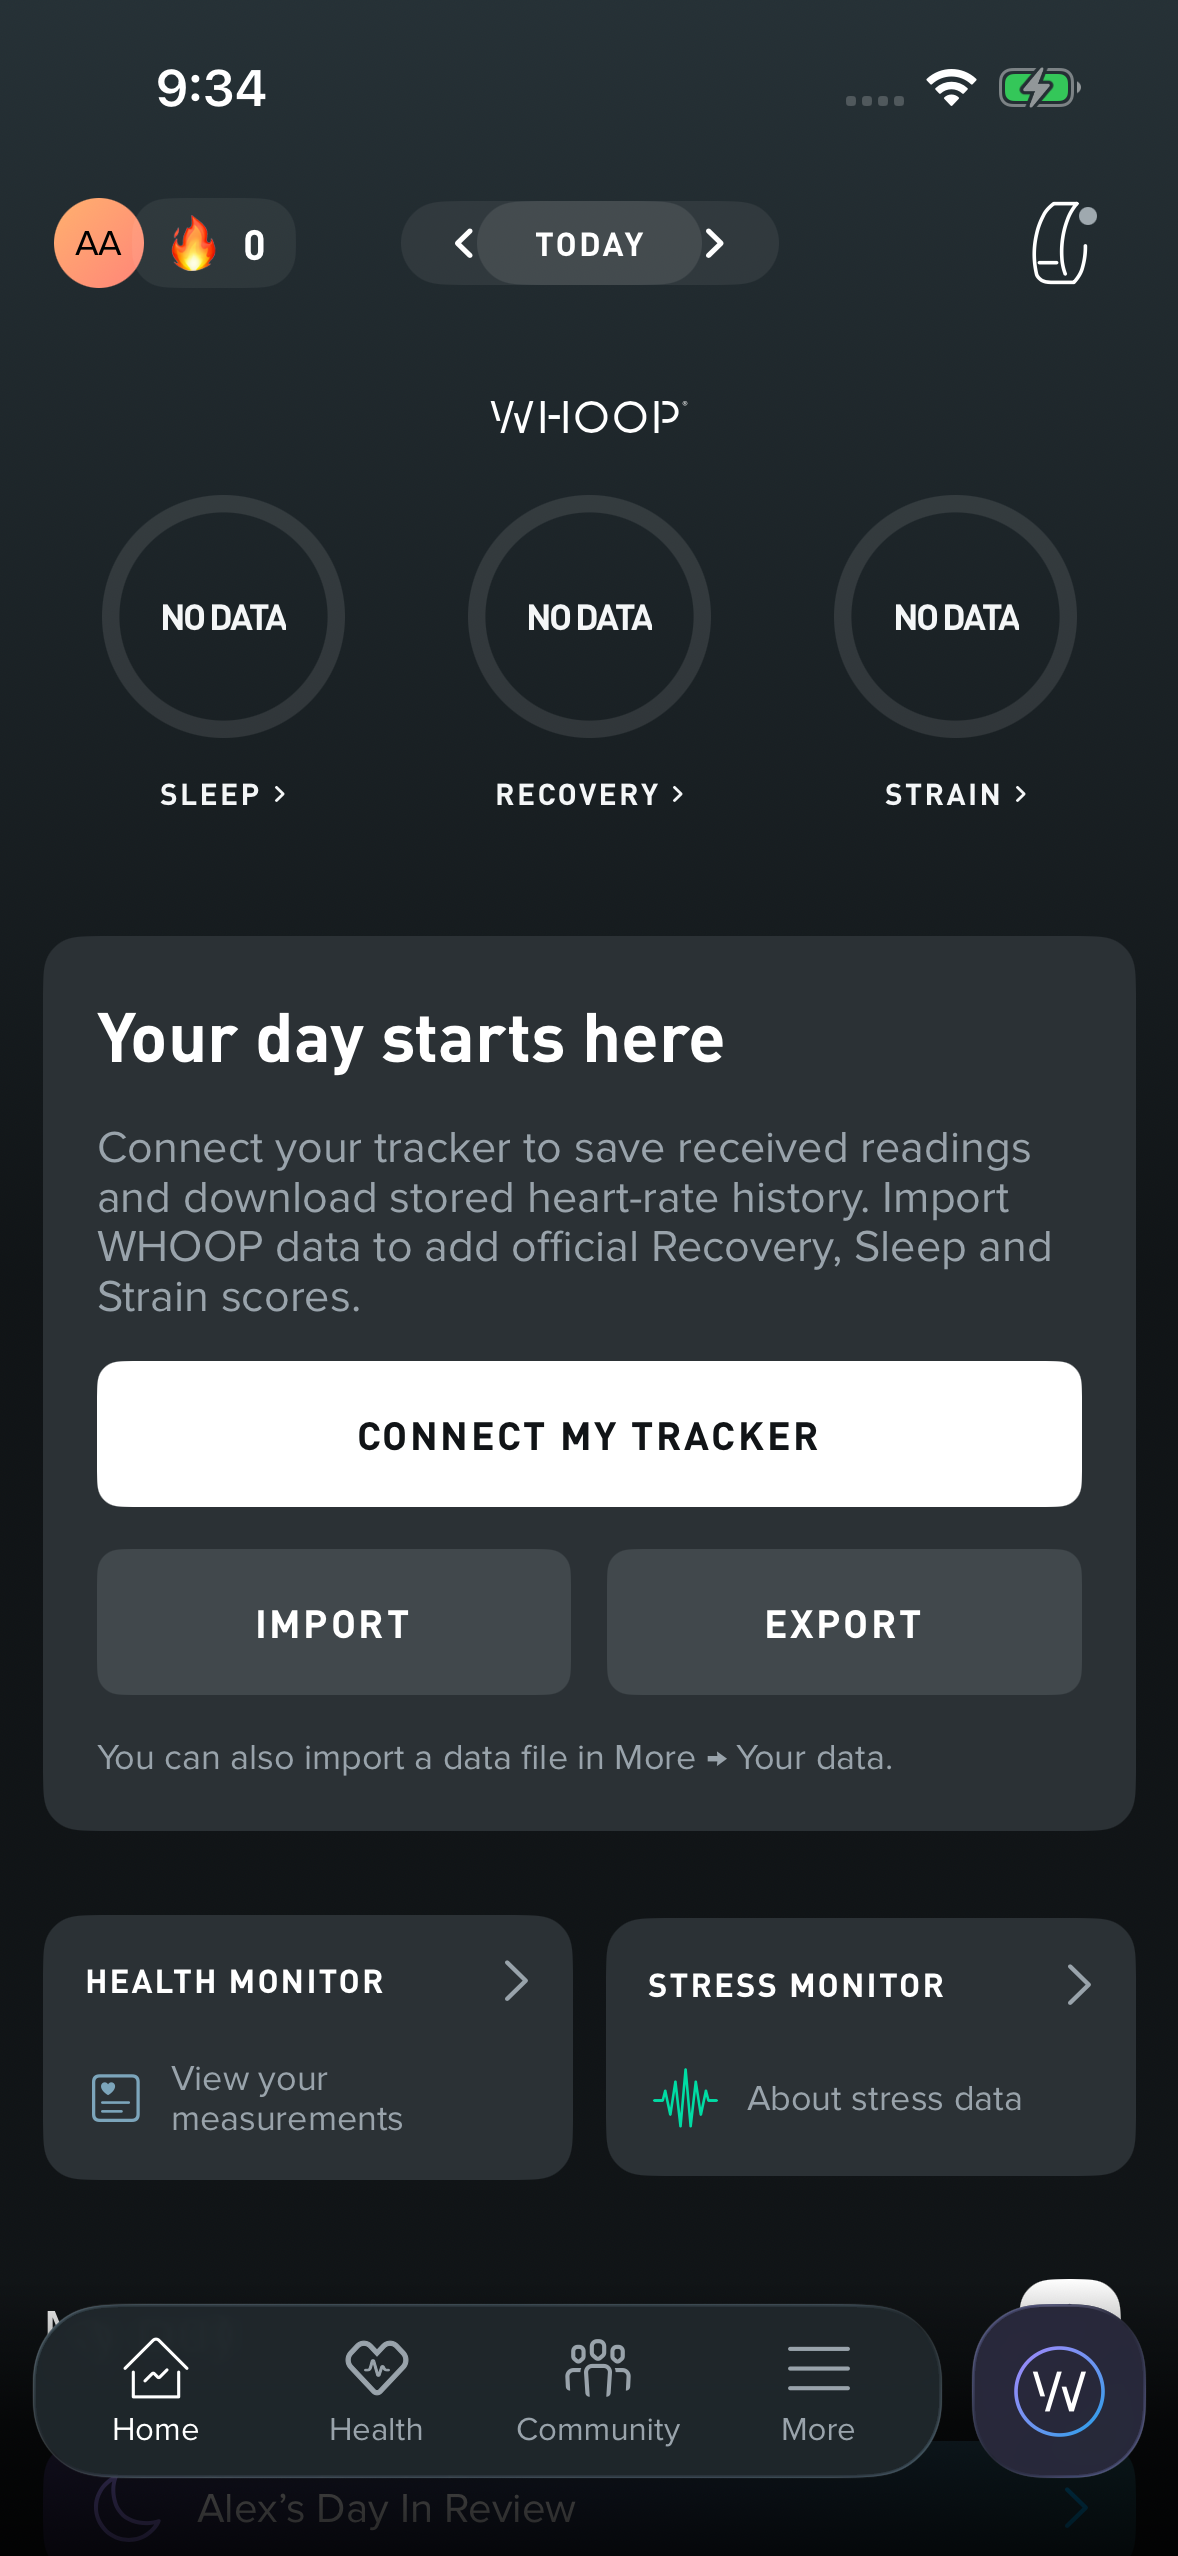 9:34
AA 0 TODAY
WHOOP
NO DATA NO DATA NO DATA
SLEEP RECOVERY STRAIN
Your day starts here
Connect your tracker to save received readings
and download stored heart-rate history. Import
WHOOP data to add official Recovery, Sleep and
Strain scores.
CONNECT MY TRACKER
IMPORT EXPORT
You can also import a data file in More → Your data.
HEALTH MONITOR
View your
measurements
STRESS MONITOR
About stress data
Home Health Community More
Alex’s Day In Review